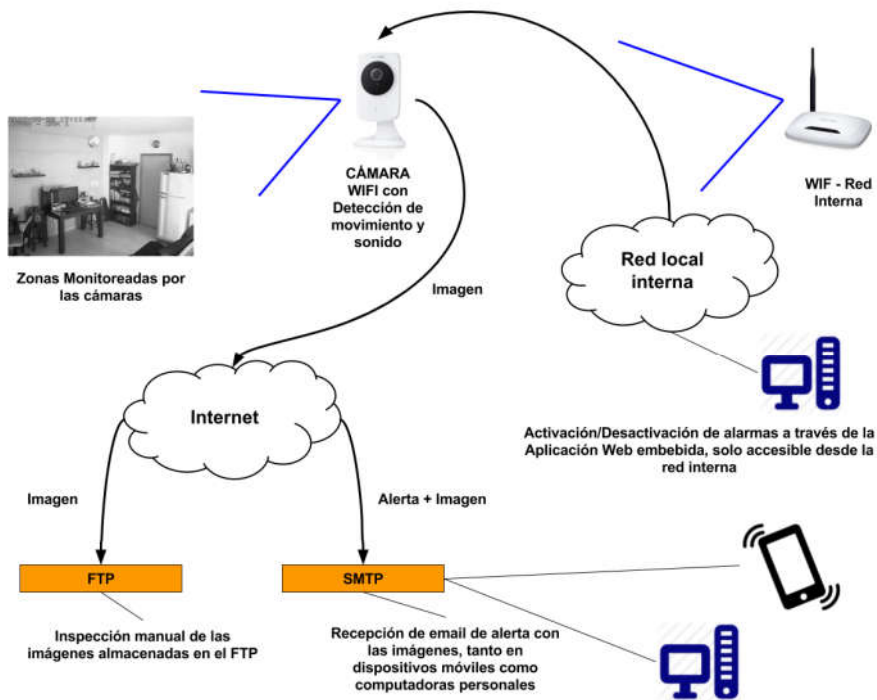 CÀMARA
WIFI con
Detección de
movimiento y
sonido
WIF - Red
Interna
Zonas Monitoreadas por
las cámaras
Imagen
Red local
interna
Internet
Activación/Desactivación de alarmas a través de la
Aplicación Web embebida, solo accesible desde la
red interna
Imagen
Alerta + Imagen
FTP
SMTP
Inspección manual de las
imágenes almacenadas en el FTP
Recepción de email de alerta con
las imágenes, tanto en
dispositivos móviles como
computadoras personales